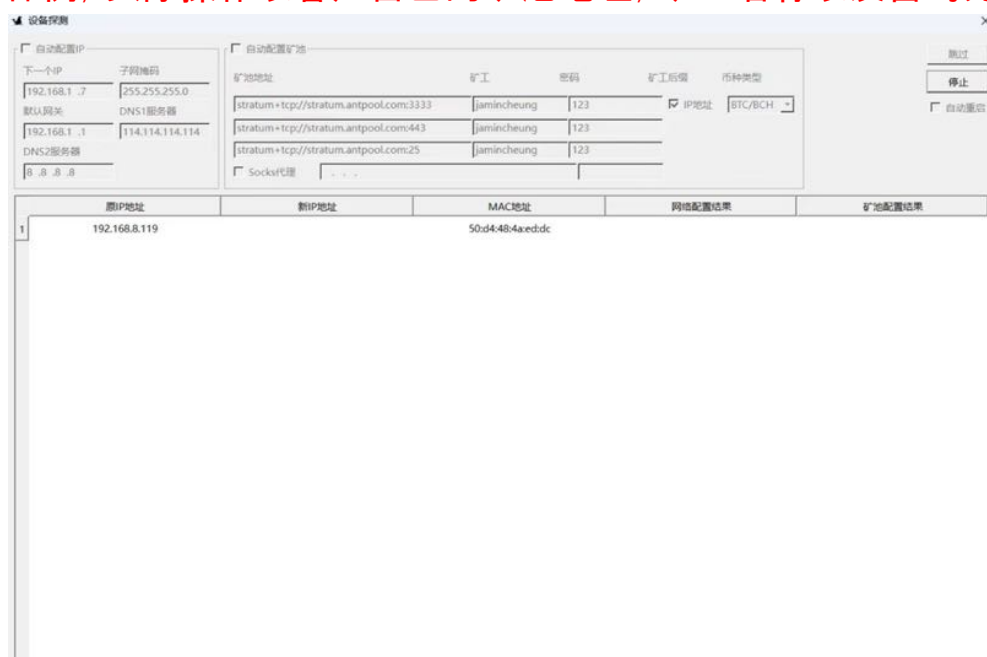 设备探测
自动配置IP
下一个IP 子网掩码
192.168.1 .7 255.255.255.0
默认网关 DNS1服务器
192.168.1 .1 114.114.114.114
DNS2服务器
8 .8 .8 .8
自动配置矿池
矿池地址 矿工 密码 矿工后缀 币种类型
stratum+tcp://stratum.antpool.com:3333 jamincheung 123 IP地址 BTC/BCH
stratum+tcp://stratum.antpool.com:443 jamincheung 123
stratum+tcp://stratum.antpool.com:25 jamincheung 123
Socks代理 . . .
跳过
停止
自动重启
原IP地址 新IP地址 MAC地址 网络配置结果 矿池配置结果
1 192.168.8.119 50:d4:48:4a:ed:dc